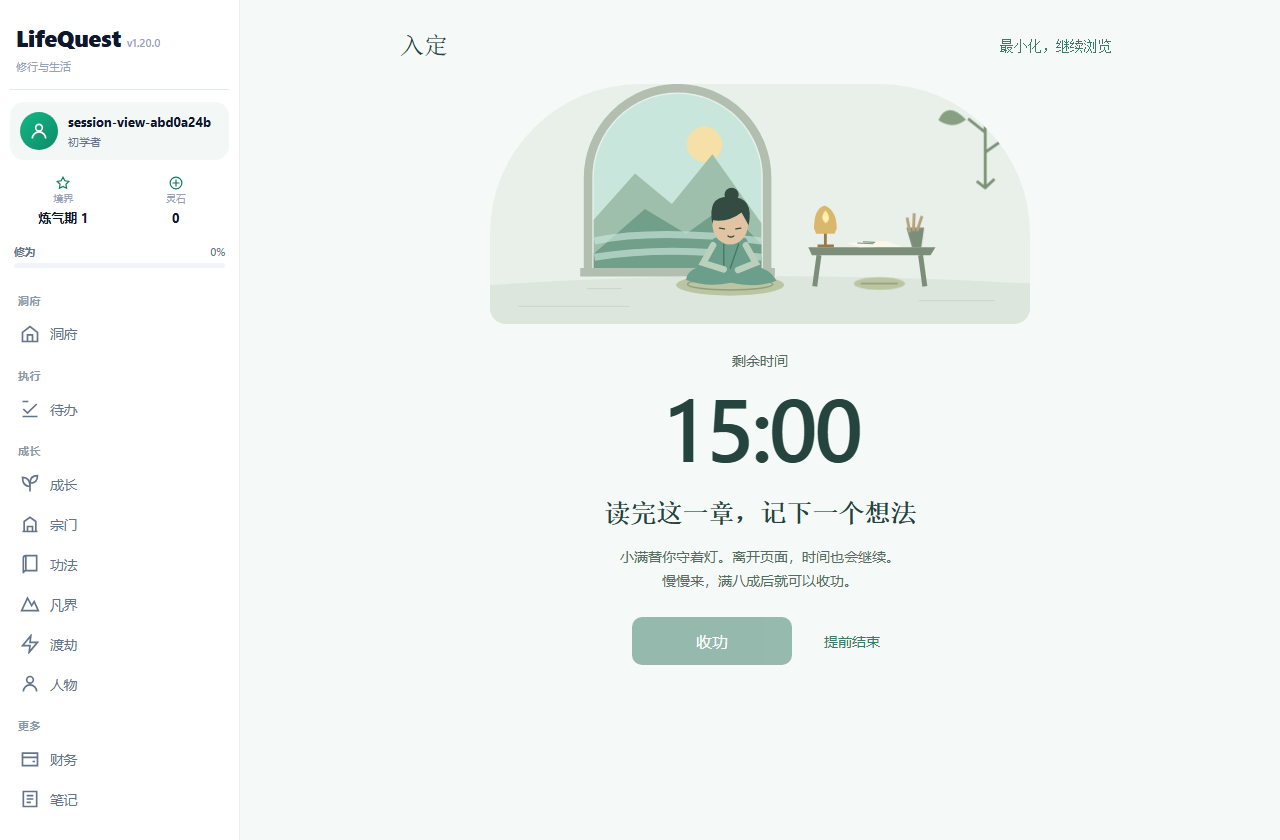 LifeQuest v1.20.0
修行与生活
session-view-abd0a24b
初学者
境界
炼气期 1
灵石
0
修为 0%
洞府
洞府
执行
待办
成长
成长
宗门
功法
凡界
渡劫
人物
更多
财务
笔记
入定
最小化，继续浏览
剩余时间
15:00
读完这一章，记下一个想法
小满替你守着灯。离开页面，时间也会继续。
慢慢来，满八成后就可以收功。
收功
提前结束